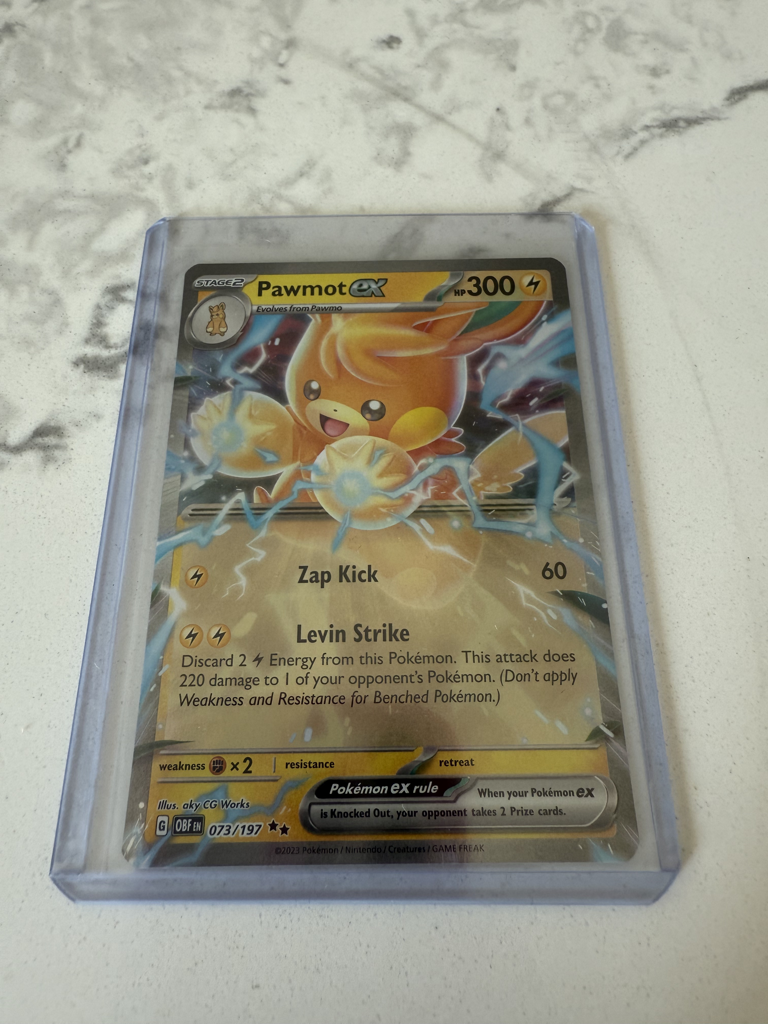 STAGE2 Pawmot ex HP 300
Evolves from Pawmo
Zap Kick 60
Levin Strike
Discard 2 Energy from this Pokémon. This attack does
220 damage to 1 of your opponent's Pokémon. (Don't apply
Weakness and Resistance for Benched Pokémon.)
weakness ×2 resistance retreat
Pokémon ex rule When your Pokémon ex
is Knocked Out, your opponent takes 2 Prize cards.
Illus. aky CG Works
G OBF EN 073/197
©2023 Pokémon / Nintendo / Creatures / GAME FREAK